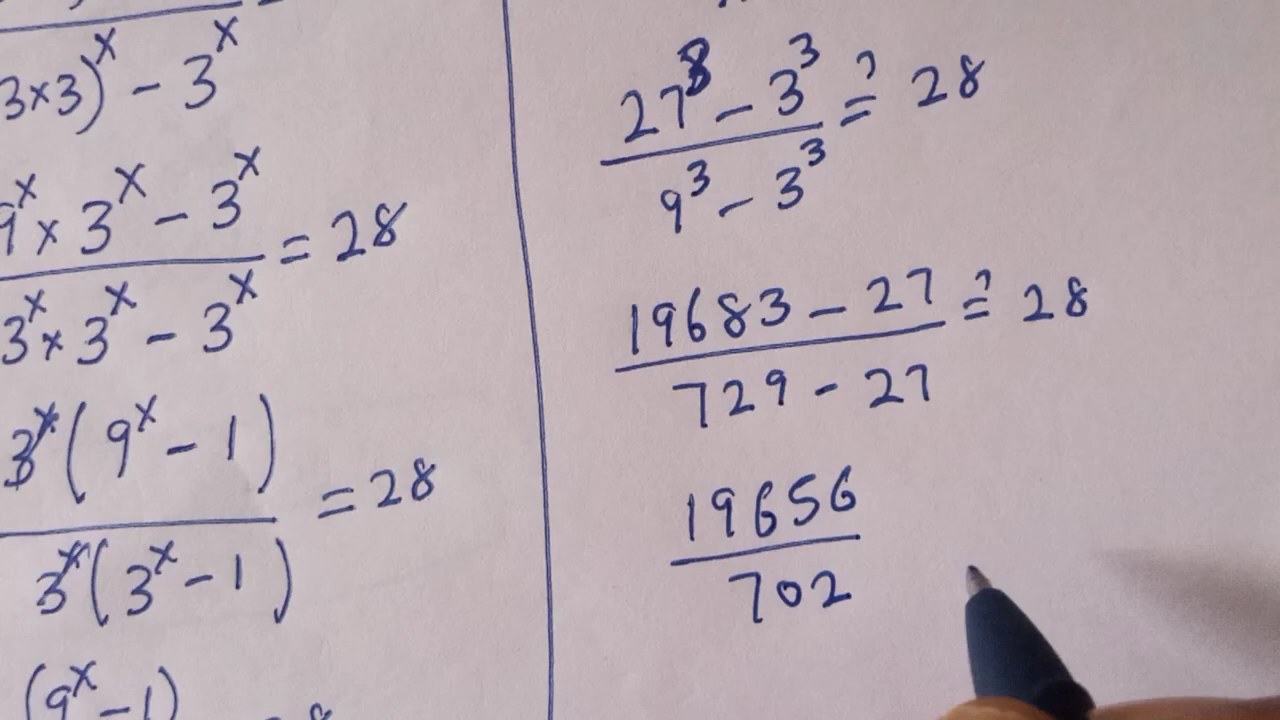 3×3)^x - 3^x
9^x × 3^x - 3^x
= 28
3^x × 3^x - 3^x
3^x (9^x - 1)
= 28
3^x (3^x - 1)
(9^x - 1)
27^3 - 3^3
=? 28
9^3 - 3^3
19683 - 27
=? 28
729 - 27
19656
702